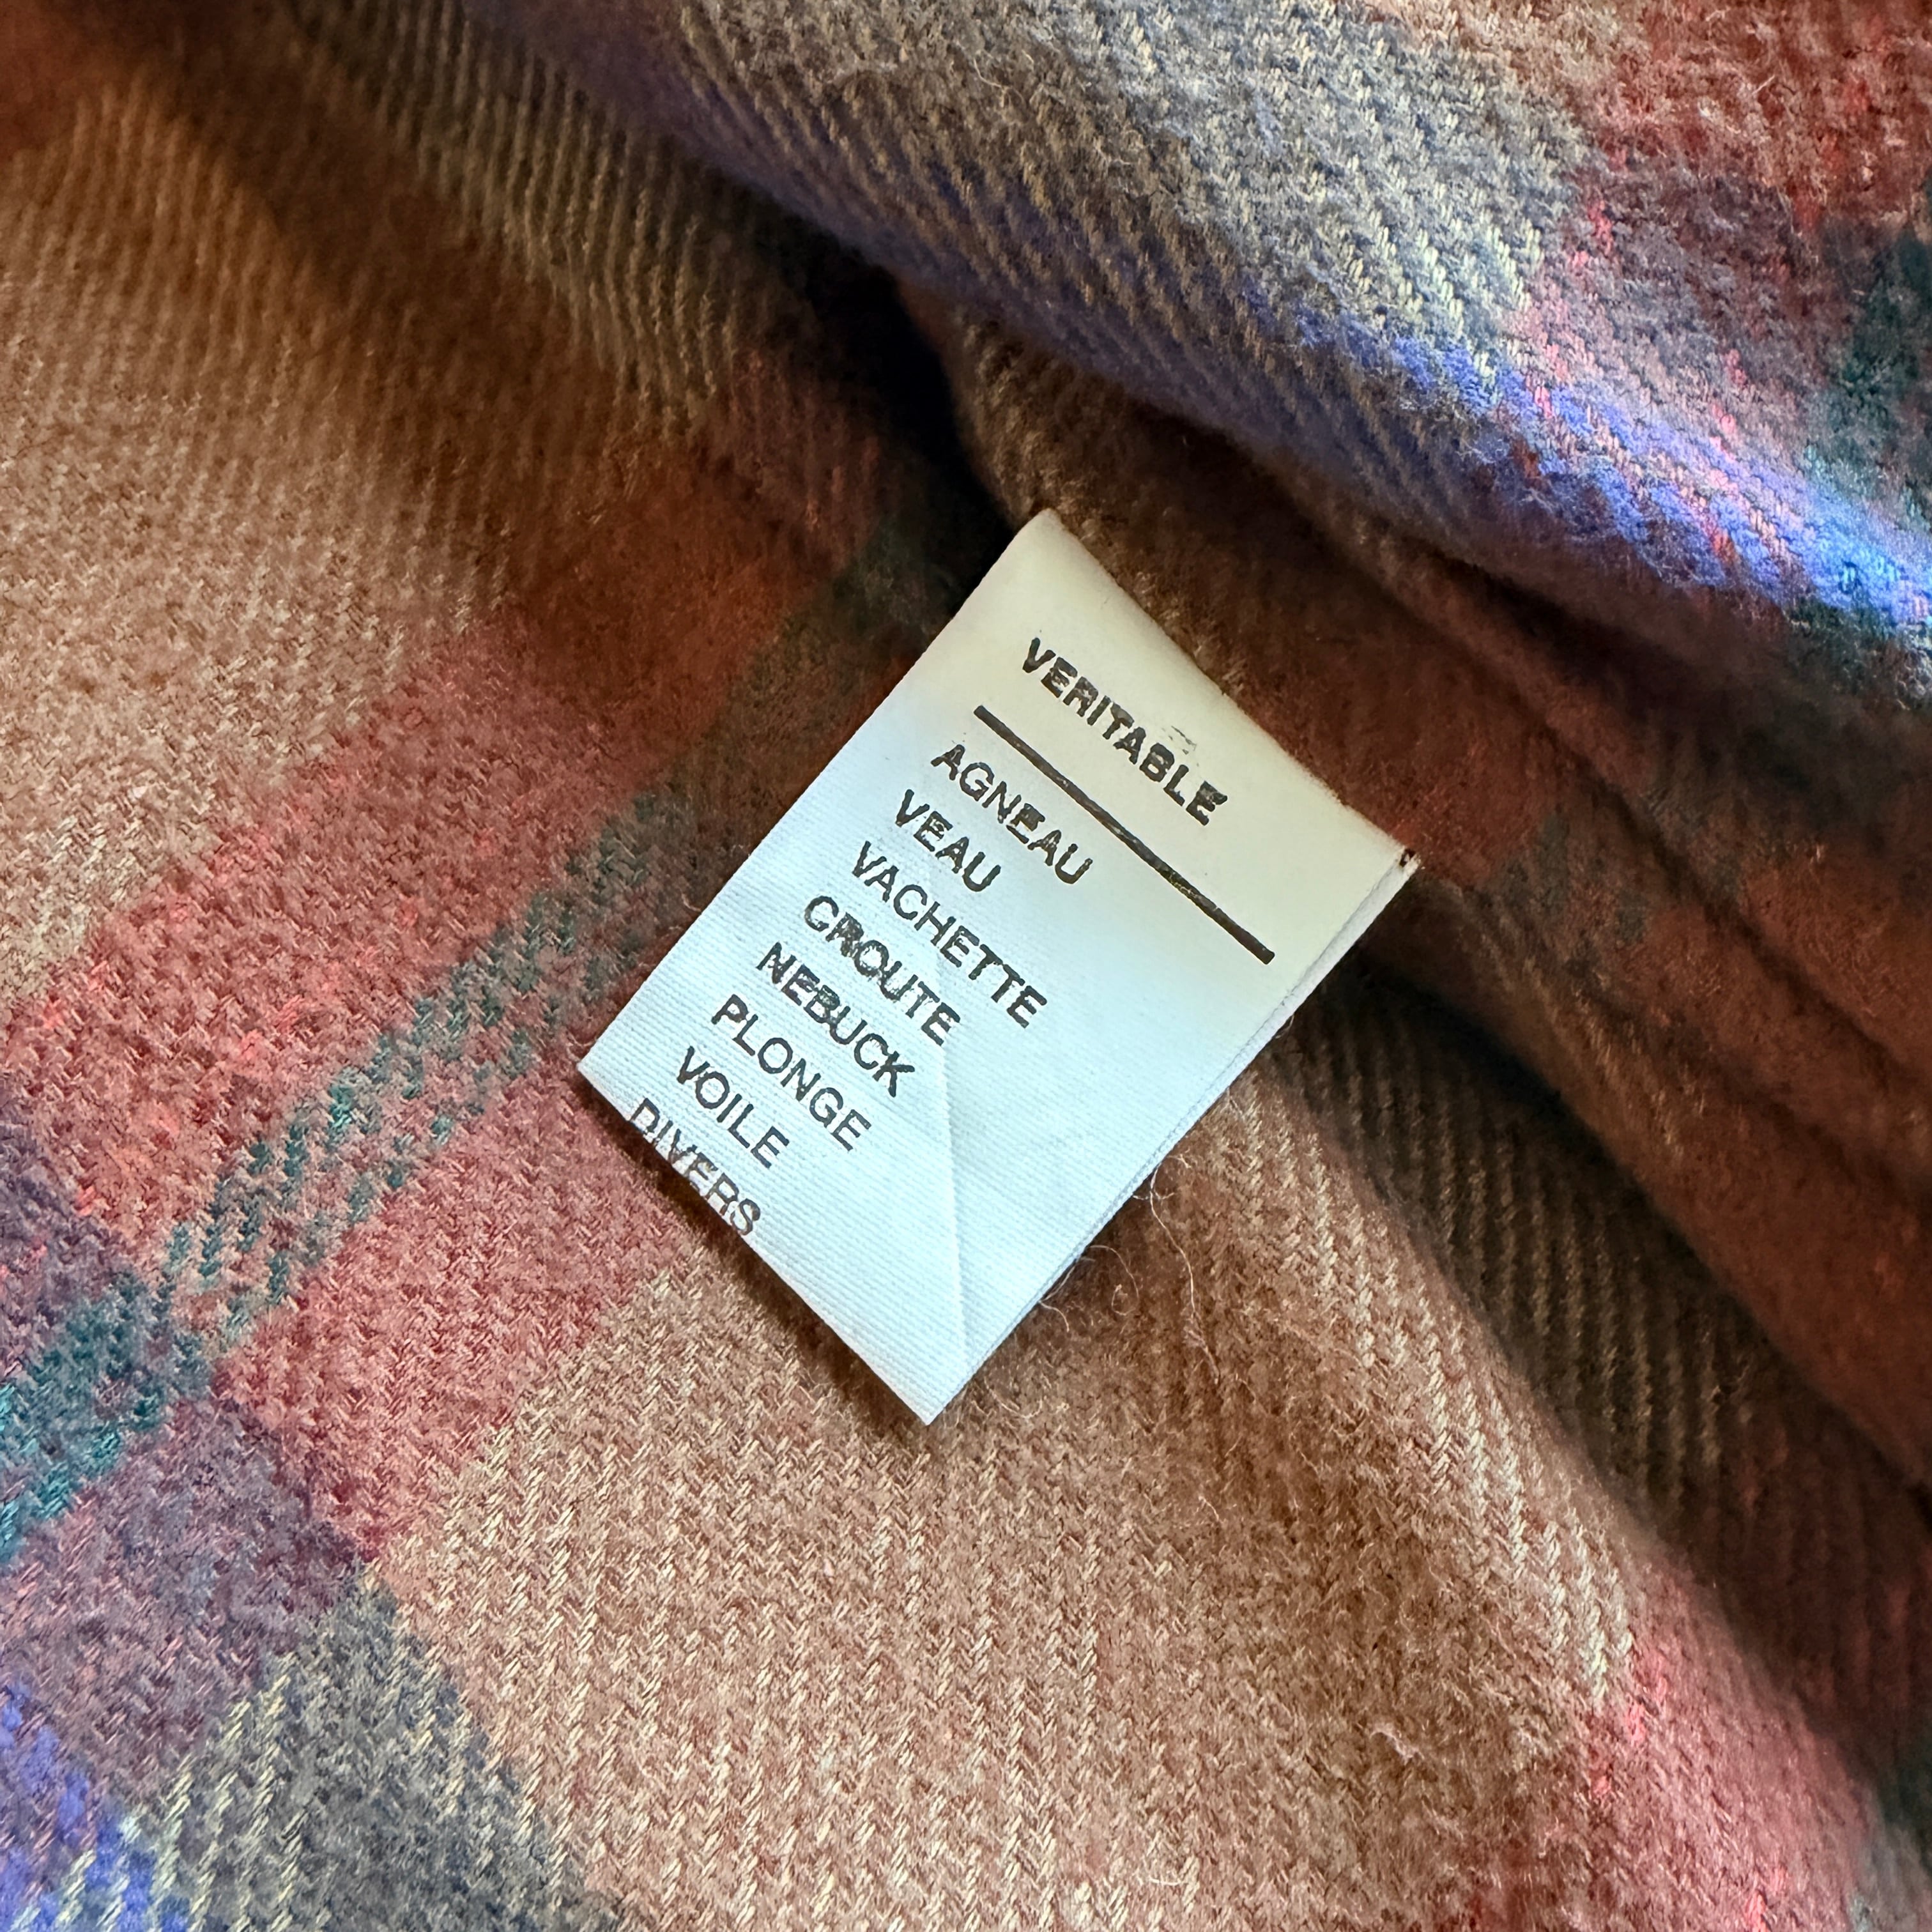 VERITABLE
AGNEAU
VEAU
VACHETTE
CROUTE
NEBUCK
PLONGE
VOILE
DIVERS